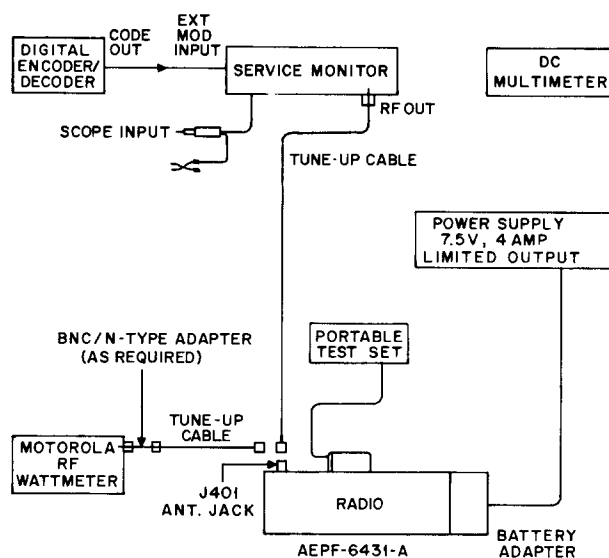 DIGITAL
ENCODER/
DECODER
CODE
OUT
EXT
MOD
INPUT
SERVICE MONITOR
DC
MULTIMETER
RF OUT
SCOPE INPUT
TUNE-UP CABLE
POWER SUPPLY
7.5V, 4 AMP
LIMITED OUTPUT
PORTABLE
TEST SET
BNC/N-TYPE ADAPTER
(AS REQUIRED)
TUNE-UP
CABLE
MOTOROLA
RF
WATTMETER
J401
ANT. JACK
RADIO
BATTERY
ADAPTER
AEPF-6431-A